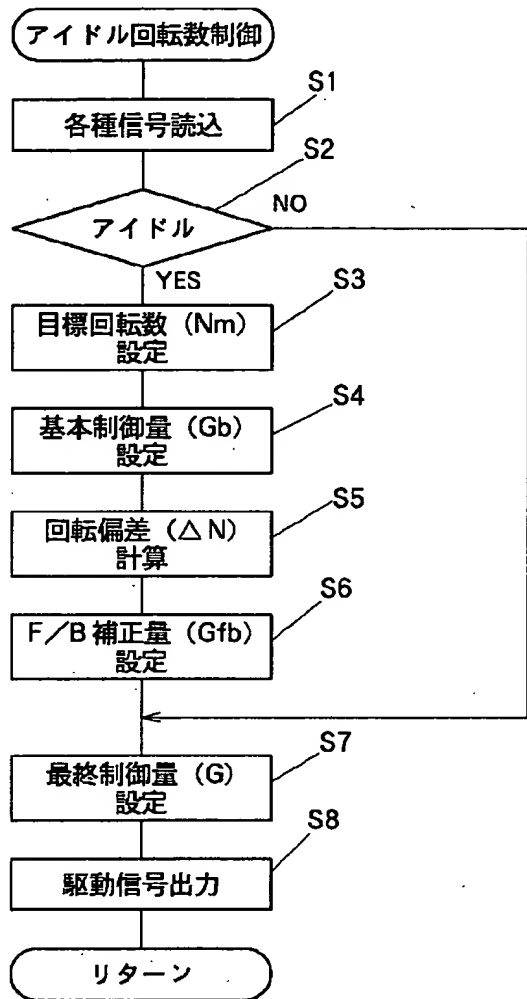 アイドル回転数制御
S1
各種信号読込
S2
アイドル
NO
YES
S3
目標回転数（Nm）
設定
S4
基本制御量（Gb）
設定
S5
回転偏差（△N）
計算
S6
F／B補正量（Gfb）
設定
S7
最終制御量（G）
設定
S8
駆動信号出力
リターン